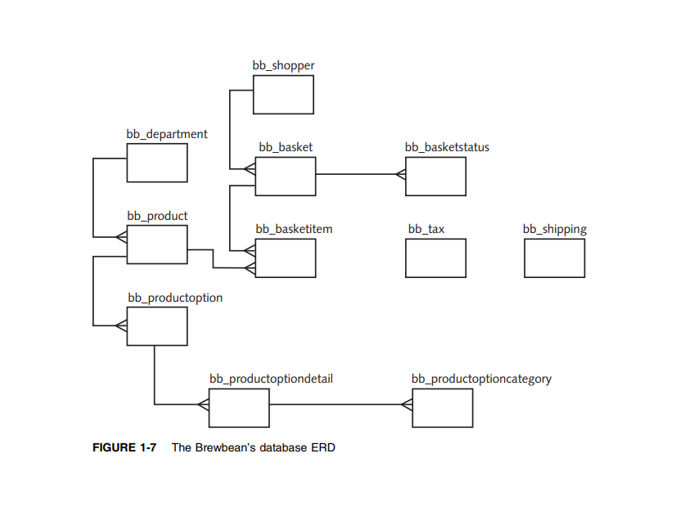 bb_shopper
bb_department
bb_basket
bb_basketstatus
bb_product
bb_basketitem
bb_tax
bb_shipping
bb_productoption
bb_productoptiondetail
bb_productoptioncategory
FIGURE 1-7 The Brewbean's database ERD